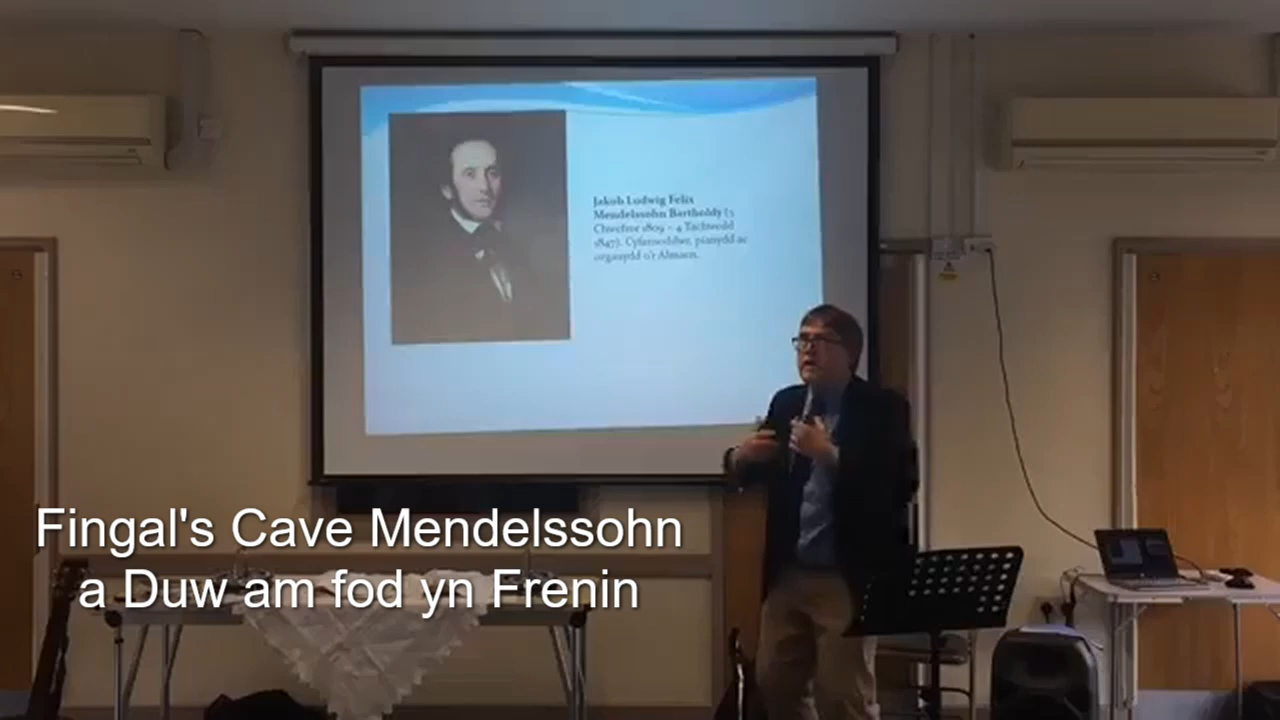 Jakob Ludwig Felix
Mendelssohn Bartholdy (3
Chwefror 1809 – 4 Tachwedd
1847). Cyfansoddwr, pianydd ac
organydd o'r Almaen.
Fingal's Cave Mendelssohn
a Duw am fod yn Frenin